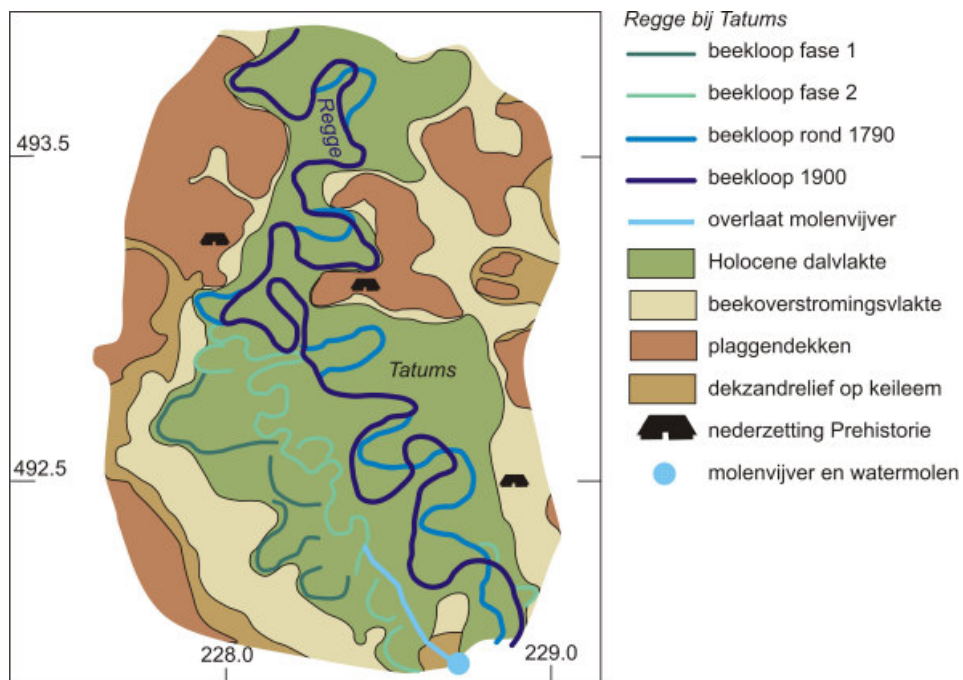 Regge bij Tatums
beekloop fase 1
beekloop fase 2
beekloop rond 1790
beekloop 1900
overlaat molenvijver
Holocene dalvlakte
beekoverstromingsvlakte
plaggendekken
dekzandrelief op keileem
nederzetting Prehistorie
molenvijver en watermolen
493.5
Regge
Tatums
492.5
228.0
229.0